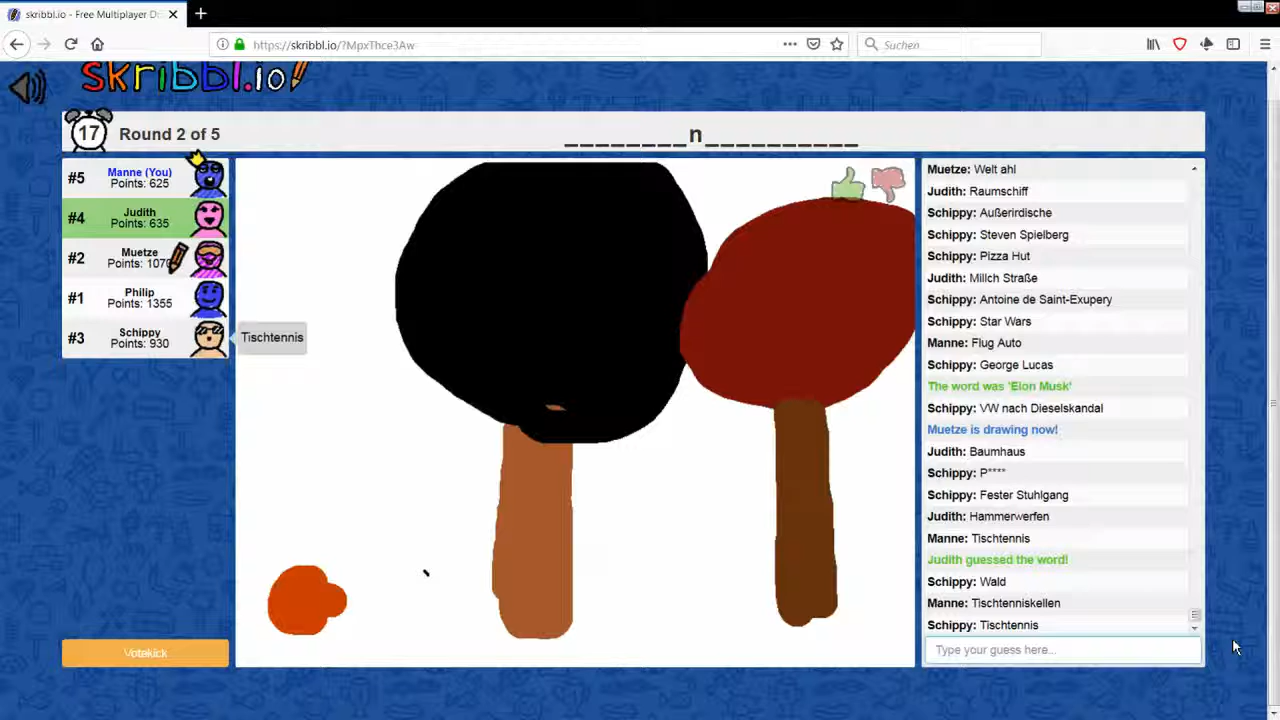 skribbl.io - Free Multiplayer Dr
https://skribbl.io/?MpxThce3Aw
Suchen
skribbl.io!
17
Round 2 of 5
________n__________
#5 Manne (You)
Points: 625
#4 Judith
Points: 635
#2 Muetze
Points: 1070
#1 Philip
Points: 1355
#3 Schippy
Points: 930
Tischtennis
Votekick
Muetze: Welt ahl
Judith: Raumschiff
Schippy: Außerirdische
Schippy: Steven Spielberg
Schippy: Pizza Hut
Judith: Millch Straße
Schippy: Antoine de Saint-Exupery
Schippy: Star Wars
Manne: Flug Auto
Schippy: George Lucas
The word was 'Elon Musk'
Schippy: VW nach Dieselskandal
Muetze is drawing now!
Judith: Baumhaus
Schippy: P****
Schippy: Fester Stuhlgang
Judith: Hammerwerfen
Manne: Tischtennis
Judith guessed the word!
Schippy: Wald
Manne: Tischtenniskellen
Schippy: Tischtennis
Type your guess here...